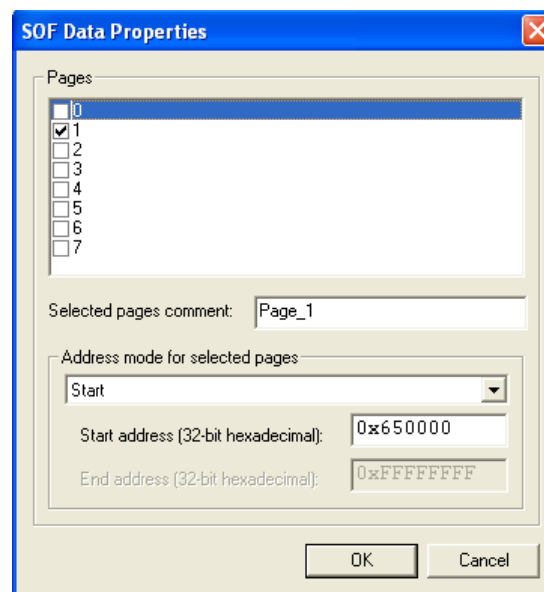 SOF Data Properties
Pages
0
1
2
3
4
5
6
7
Selected pages comment: Page_1
Address mode for selected pages
Start
Start address (32-bit hexadecimal): 0x650000
End address (32-bit hexadecimal): 0xFFFFFFFF
OK Cancel